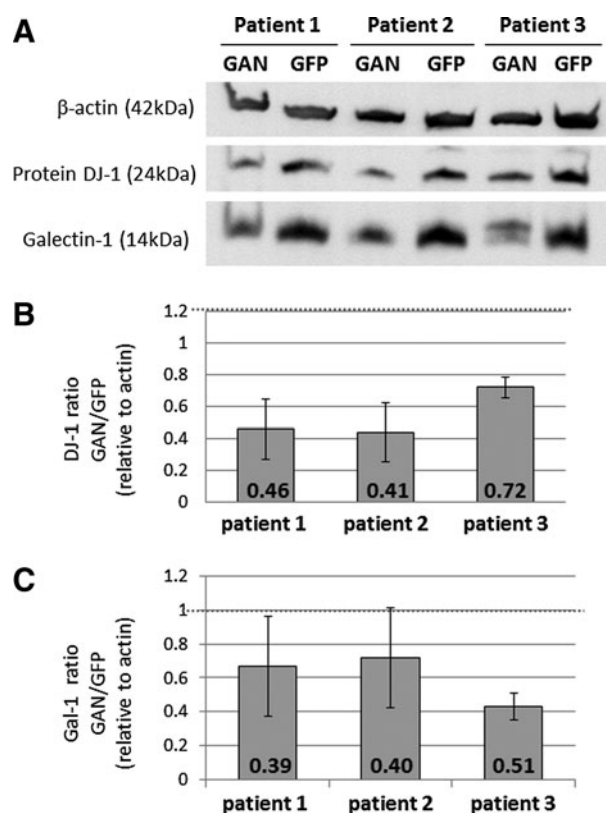 A
Patient 1 Patient 2 Patient 3
GAN GFP GAN GFP GAN GFP
β-actin (42kDa)
Protein DJ-1 (24kDa)
Galectin-1 (14kDa)
B
DJ-1 ratio
GAN/GFP
(relative to actin)
1.2
1
0.8
0.6
0.4
0.2
0
0.46 0.41 0.72
patient 1 patient 2 patient 3
C
Gal-1 ratio
GAN/GFP
(relative to actin)
1.2
1
0.8
0.6
0.4
0.2
0
0.39 0.40 0.51
patient 1 patient 2 patient 3